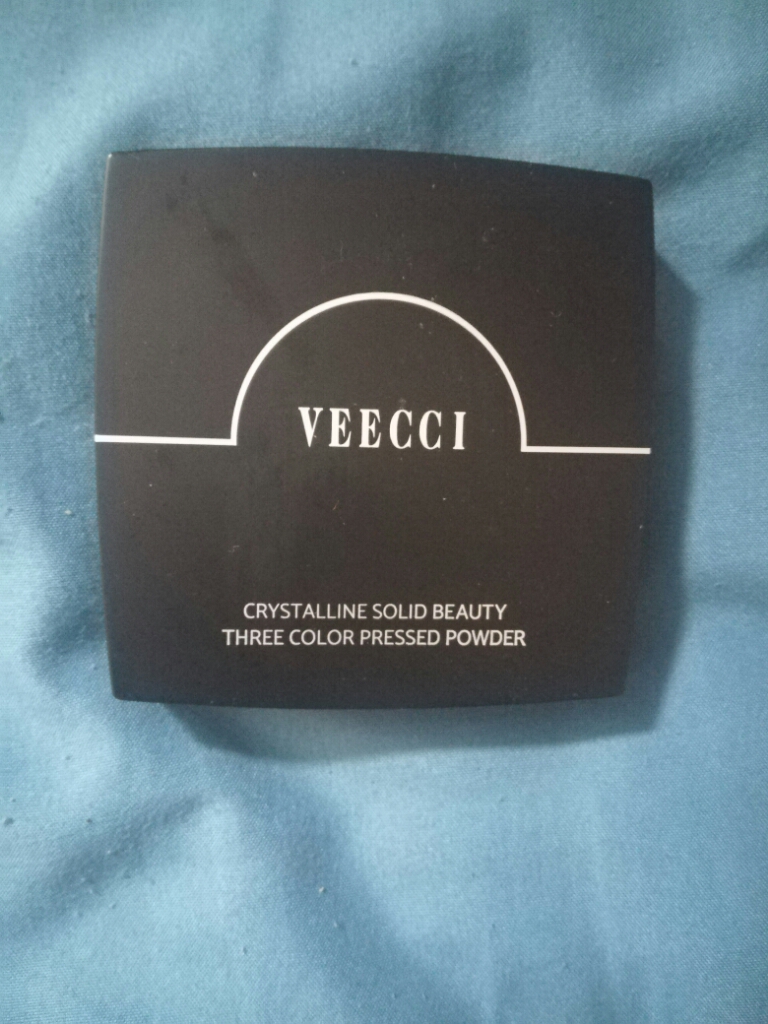 VEECCI
CRYSTALLINE SOLID BEAUTY
THREE COLOR PRESSED POWDER